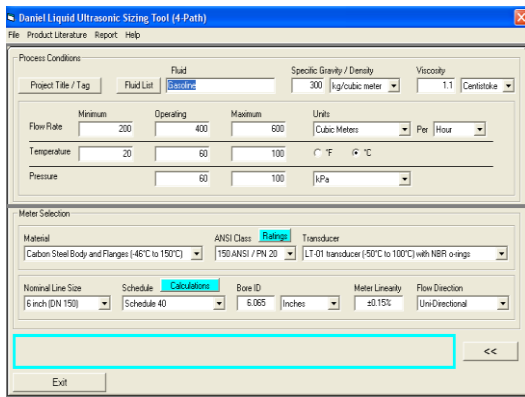 Daniel Liquid Ultrasonic Sizing Tool (4-Path)
File Product Literature Report Help
Process Conditions
Fluid Specific Gravity / Density Viscosity
Project Title / Tag Fluid List Gasoline 300 kg/cubic meter 1.1 Centistoke
Minimum Operating Maximum Units
Flow Rate 200 400 600 Cubic Meters Per Hour
Temperature 20 60 100 °F °C
Pressure 60 100 kPa
Meter Selection
Material ANSI Class Ratings Transducer
Carbon Steel Body and Flanges (-46°C to 150°C) 150 ANSI / PN 20 LT-01 transducer (-50°C to 100°C) with NBR o-rings
Nominal Line Size Schedule Calculations Bore ID Meter Linearity Flow Direction
6 inch (DN 150) Schedule 40 6.065 Inches ±0.15% Uni-Directional
<<
Exit